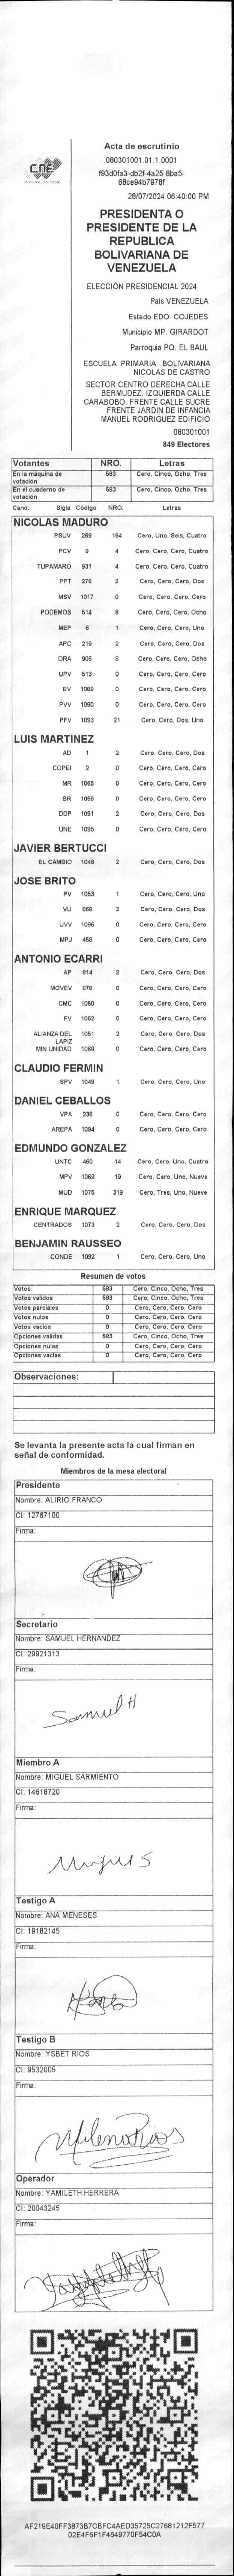 CNE
Acta de escrutinio
080301001.01.1.0001
f93d0fa3-db2f-4a25-8ba5-
68ce94b7978f
28/07/2024 06:40:00 PM
PRESIDENTA O
PRESIDENTE DE LA
REPUBLICA
BOLIVARIANA DE
VENEZUELA
ELECCIÓN PRESIDENCIAL 2024
País VENEZUELA
Estado EDO. COJEDES
Municipio MP. GIRARDOT
Parroquia PQ. EL BAUL
ESCUELA PRIMARIA BOLIVARIANA
NICOLAS DE CASTRO
SECTOR CENTRO DERECHA CALLE
BERMUDEZ. IZQUIERDA CALLE
CARABOBO. FRENTE CALLE SUCRE
FRENTE JARDIN DE INFANCIA
MANUEL RODRIGUEZ EDIFICIO
080301001
849 Electores
Votantes NRO. Letras
En la máquina de votación 583 Cero, Cinco, Ocho, Tres
En el cuaderno de votación 583 Cero, Cinco, Ocho, Tres
Cand. Sigla Código NRO. Letras
NICOLAS MADURO
PSUV 269 164 Cero, Uno, Seis, Cuatro
PCV 9 4 Cero, Cero, Cero, Cuatro
TUPAMARO 931 4 Cero, Cero, Cero, Cuatro
PPT 276 2 Cero, Cero, Cero, Dos
MSV 1017 0 Cero, Cero, Cero, Cero
PODEMOS 514 8 Cero, Cero, Cero, Ocho
MEP 6 1 Cero, Cero, Cero, Uno
APC 219 2 Cero, Cero, Cero, Dos
ORA 906 8 Cero, Cero, Cero, Ocho
UPV 513 0 Cero, Cero, Cero, Cero
EV 1089 0 Cero, Cero, Cero, Cero
PVV 1090 0 Cero, Cero, Cero, Cero
PFV 1093 21 Cero, Cero, Dos, Uno
LUIS MARTINEZ
AD 1 2 Cero, Cero, Cero, Dos
COPEI 2 0 Cero, Cero, Cero, Cero
MR 1065 0 Cero, Cero, Cero, Cero
BR 1066 0 Cero, Cero, Cero, Cero
DDP 1091 2 Cero, Cero, Cero, Dos
UNE 1095 0 Cero, Cero, Cero, Cero
JAVIER BERTUCCI
EL CAMBIO 1048 2 Cero, Cero, Cero, Dos
JOSE BRITO
PV 1053 1 Cero, Cero, Cero, Uno
VU 868 2 Cero, Cero, Cero, Dos
UVV 1096 0 Cero, Cero, Cero, Cero
MPJ 458 0 Cero, Cero, Cero, Cero
ANTONIO ECARRI
AP 814 2 Cero, Cero, Cero, Dos
MOVEV 870 0 Cero, Cero, Cero, Cero
CMC 1050 0 Cero, Cero, Cero, Cero
FV 1062 0 Cero, Cero, Cero, Cero
ALIANZA DEL LAPIZ 1051 2 Cero, Cero, Cero, Dos
MIN UNIDAD 1068 0 Cero, Cero, Cero, Cero
CLAUDIO FERMIN
SPV 1049 1 Cero, Cero, Cero, Uno
DANIEL CEBALLOS
VPA 236 0 Cero, Cero, Cero, Cero
AREPA 1094 0 Cero, Cero, Cero, Cero
EDMUNDO GONZALEZ
UNTC 460 14 Cero, Cero, Uno, Cuatro
MPV 1069 19 Cero, Cero, Uno, Nueve
MUD 1075 319 Cero, Tres, Uno, Nueve
ENRIQUE MARQUEZ
CENTRADOS 1073 2 Cero, Cero, Cero, Dos
BENJAMIN RAUSSEO
CONDE 1092 1 Cero, Cero, Cero, Uno
Resumen de votos
Votos 583 Cero, Cinco, Ocho, Tres
Votos validos 583 Cero, Cinco, Ocho, Tres
Votos parciales 0 Cero, Cero, Cero, Cero
Votos nulos 0 Cero, Cero, Cero, Cero
Votos vacios 0 Cero, Cero, Cero, Cero
Opciones validas 583 Cero, Cinco, Ocho, Tres
Opciones nulas 0 Cero, Cero, Cero, Cero
Opciones vacias 0 Cero, Cero, Cero, Cero
Observaciones:
Se levanta la presente acta la cual firman en
señal de conformidad.
Miembros de la mesa electoral
Presidente
Nombre: ALIRIO FRANCO
CI: 12767100
Firma:
Secretario
Nombre: SAMUEL HERNANDEZ
CI: 29921313
Firma:
Samuel H
Miembro A
Nombre: MIGUEL SARMIENTO
CI: 14618720
Firma:
Miguel S
Testigo A
Nombre: ANA MENESES
CI: 19182145
Firma:
Testigo B
Nombre: YSBET RIOS
CI: 9532005
Firma:
Milena Rios
Operador
Nombre: YAMILETH HERRERA
CI: 20043245
Firma:
AF219E40FF3873B7CBFC4AED35725C27681212F577
02E4F6F1F4649770F54C0A